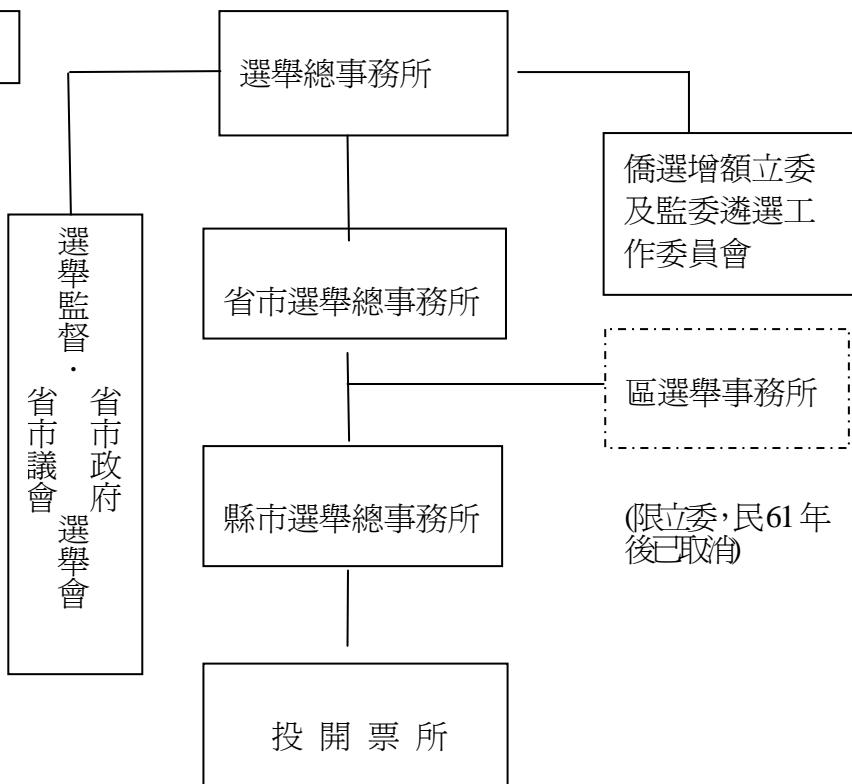 選舉總事務所
僑選增額立委
及監委遴選工
作委員會
選舉監督．
省市政府
省市議會
選舉會
省市選舉總事務所
區選舉事務所
縣市選舉總事務所
(限立委，民61年
後已取消)
投開票所